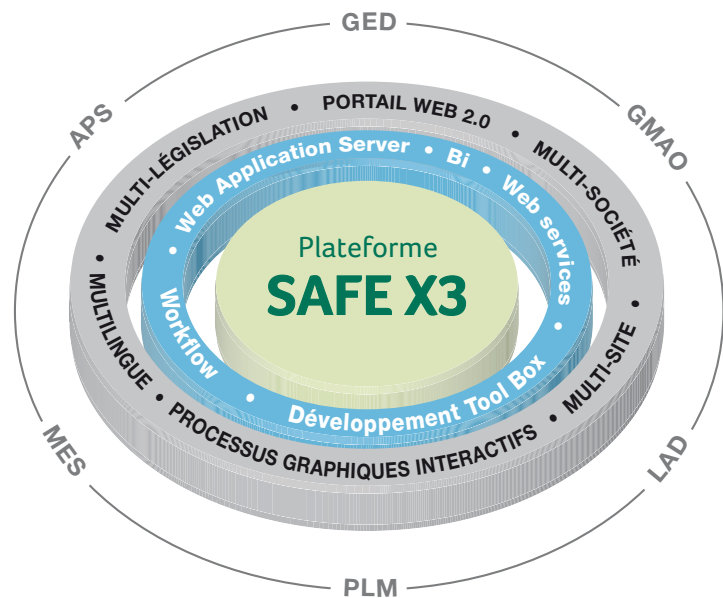 GED
GMAO
LAD
PLM
MES
APS
MULTI-LÉGISLATION • PORTAIL WEB 2.0 • MULTI-SOCIÉTÉ • MULTI-SITE • PROCESSUS GRAPHIQUES INTERACTIFS • MULTILINGUE •
Web Application Server • Bi • Web services • Développement Tool Box • Workflow •
Plateforme
SAFE X3